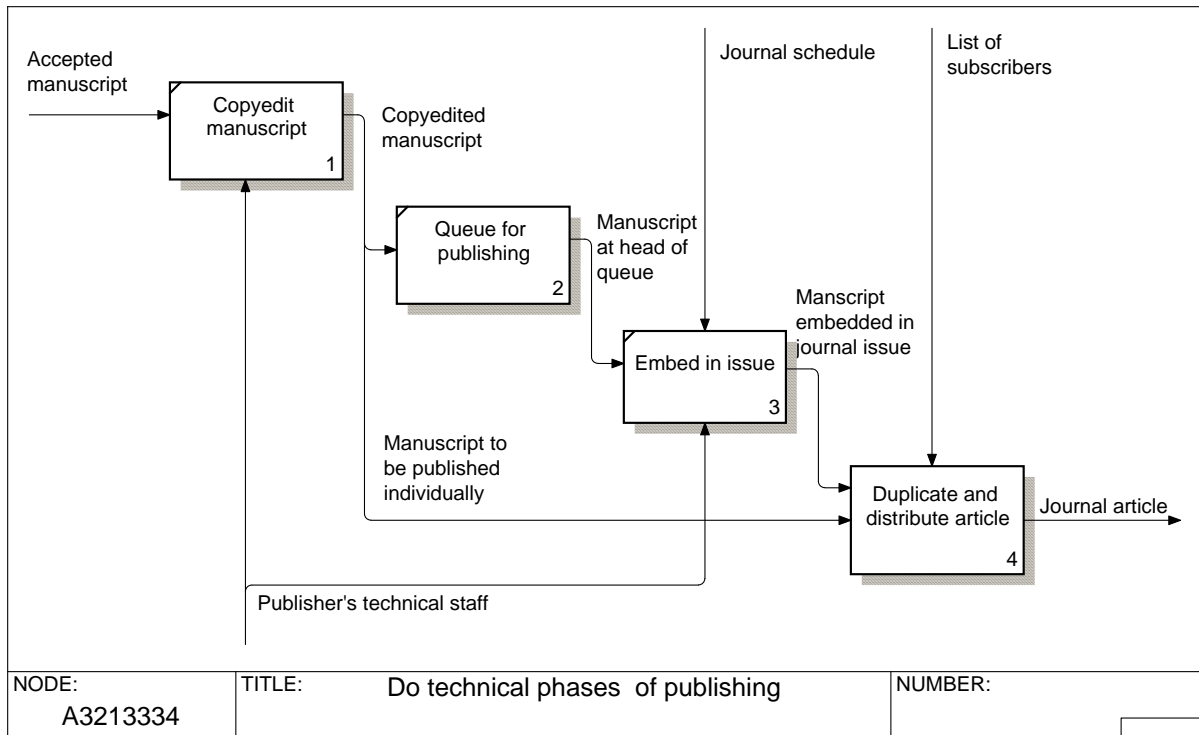 Accepted
manuscript
Copyedit
manuscript
1
Copyedited
manuscript
Journal schedule
List of
subscribers
Queue for
publishing
2
Manuscript
at head of
queue
Embed in issue
3
Manscript
embedded in
journal issue
Manuscript to
be published
individually
Duplicate and
distribute article
4
Journal article
Publisher's technical staff
NODE:
A3213334
TITLE:
Do technical phases of publishing
NUMBER: